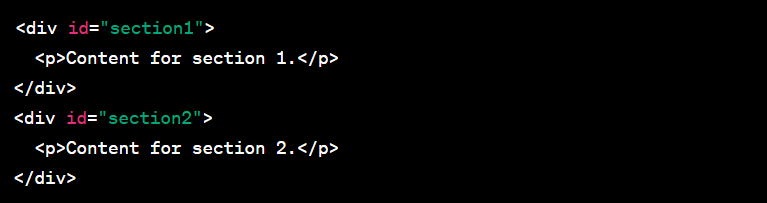 <div id="section1">
  <p>Content for section 1.</p>
</div>
<div id="section2">
  <p>Content for section 2.</p>
</div>